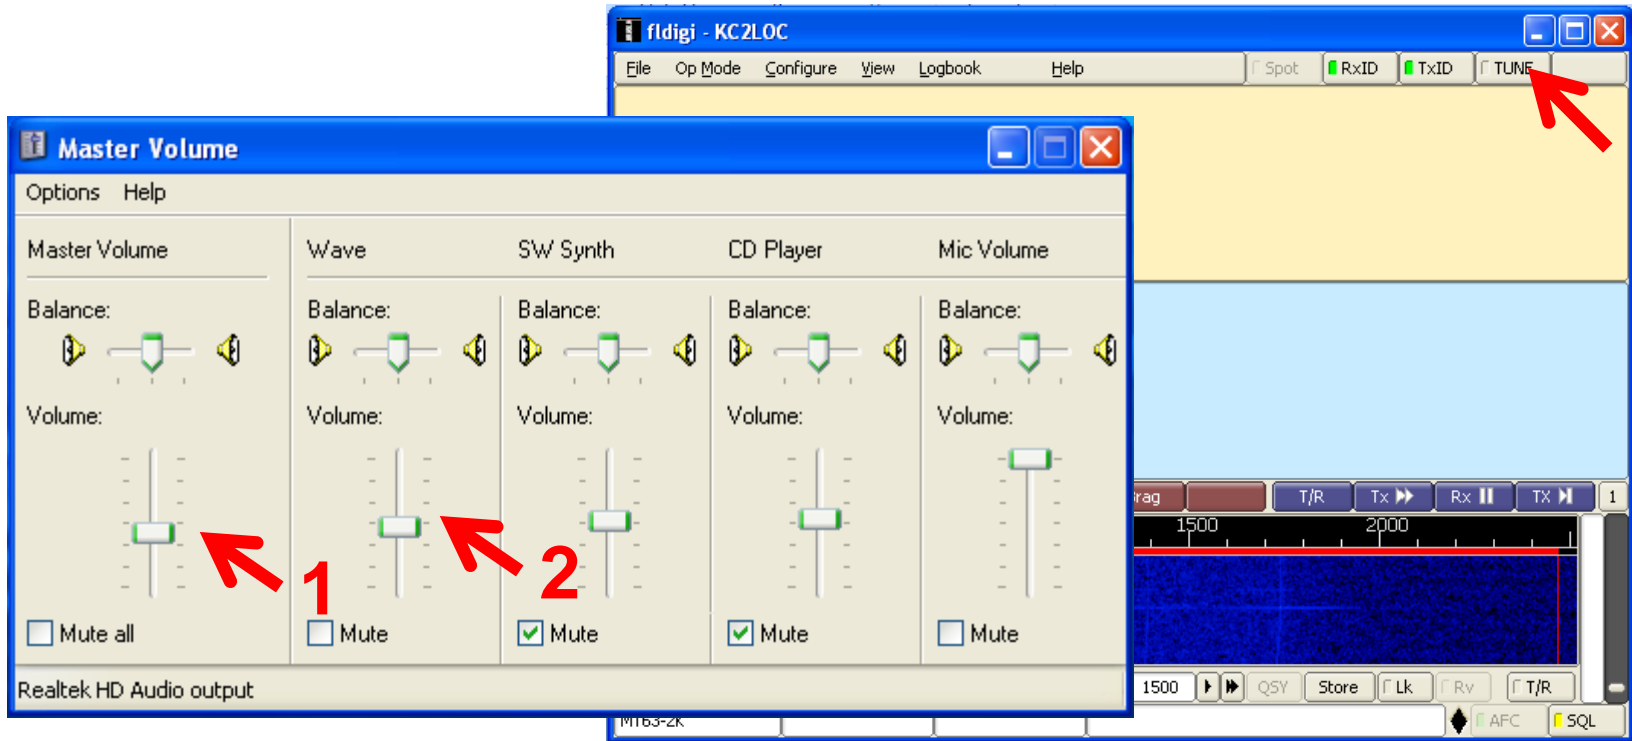 fldigi - KC2LOC
File Op Mode Configure View Logbook Help Spot RxID TxID TUNE
Master Volume
Options Help
Master Volume Wave SW Synth CD Player Mic Volume
Balance: Balance: Balance: Balance: Balance:
Volume: Volume: Volume: Volume: Volume:
T/R Tx Rx TX 1
1500 2000
1 2
Mute all Mute Mute Mute Mute
Realtek HD Audio output
1500 QSY Store Lk Rv T/R
MT63-2K AFC SQL